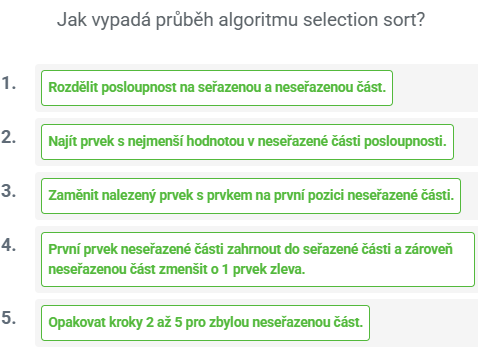 Jak vypadá průběh algoritmu selection sort?
1. Rozdělit posloupnost na seřazenou a neseřazenou část.
2. Najít prvek s nejmenší hodnotou v neseřazené části posloupnosti.
3. Zaměnit nalezený prvek s prvkem na první pozici neseřazené části.
4. První prvek neseřazené části zahrnout do seřazené části a zároveň
neseřazenou část zmenšit o 1 prvek zleva.
5. Opakovat kroky 2 až 5 pro zbylou neseřazenou část.